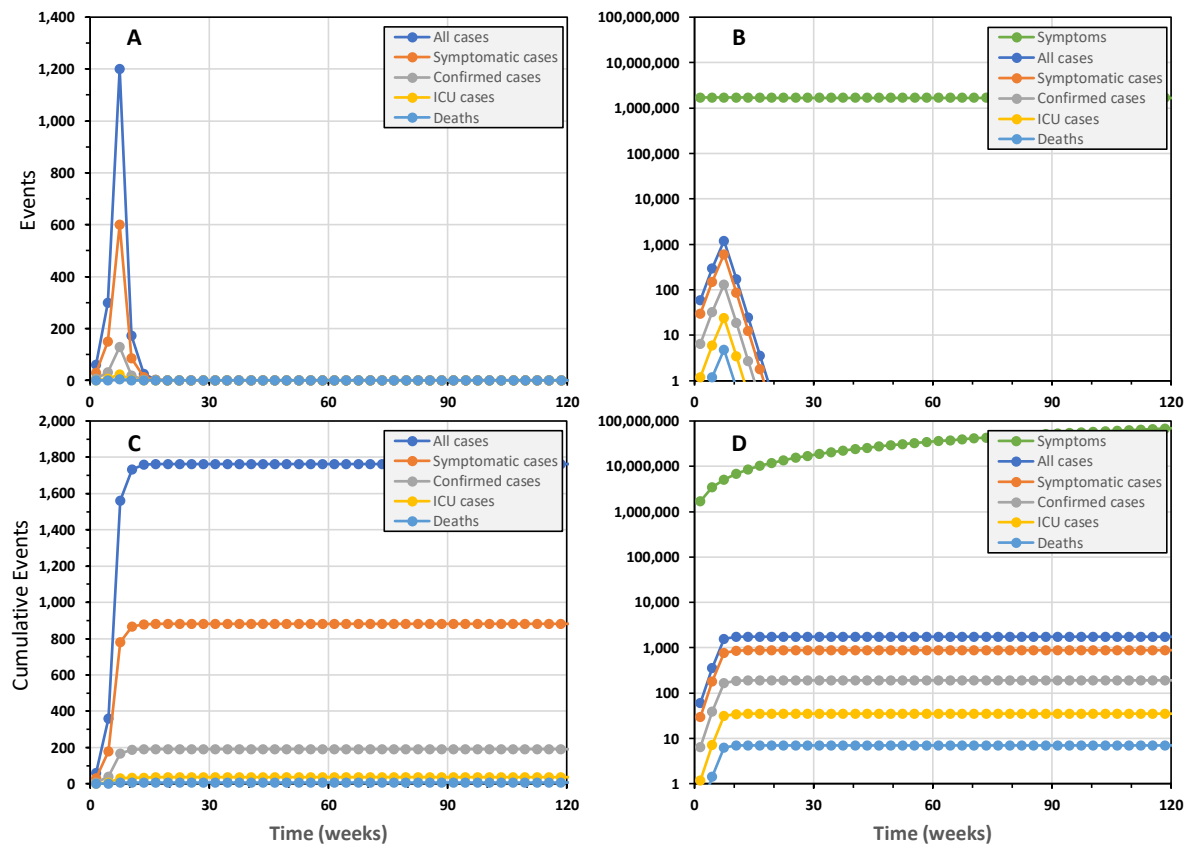 A
1,400
1,200
1,000
800
600
400
200
0
Events
All cases
Symptomatic cases
Confirmed cases
ICU cases
Deaths
0 30 60 90 120
B
100,000,000
10,000,000
1,000,000
100,000
10,000
1,000
100
10
1
Symptoms
All cases
Symptomatic cases
Confirmed cases
ICU cases
Deaths
0 30 60 90 120
C
2,000
1,800
1,600
1,400
1,200
1,000
800
600
400
200
0
Cumulative Events
All cases
Symptomatic cases
Confirmed cases
ICU cases
Deaths
0 30 60 90 120
Time (weeks)
D
100,000,000
10,000,000
1,000,000
100,000
10,000
1,000
100
10
1
Symptoms
All cases
Symptomatic cases
Confirmed cases
ICU cases
Deaths
0 30 60 90 120
Time (weeks)